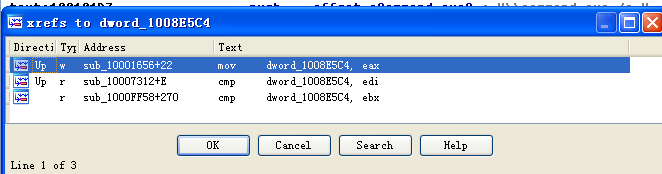 xrefs to dword_1008E5C4
Directi Typ Address Text
Up w sub_10001656+22 mov dword_1008E5C4, eax
Up r sub_10007312+E cmp dword_1008E5C4, edi
r sub_1000FF58+270 cmp dword_1008E5C4, ebx
OK Cancel Search Help
Line 1 of 3